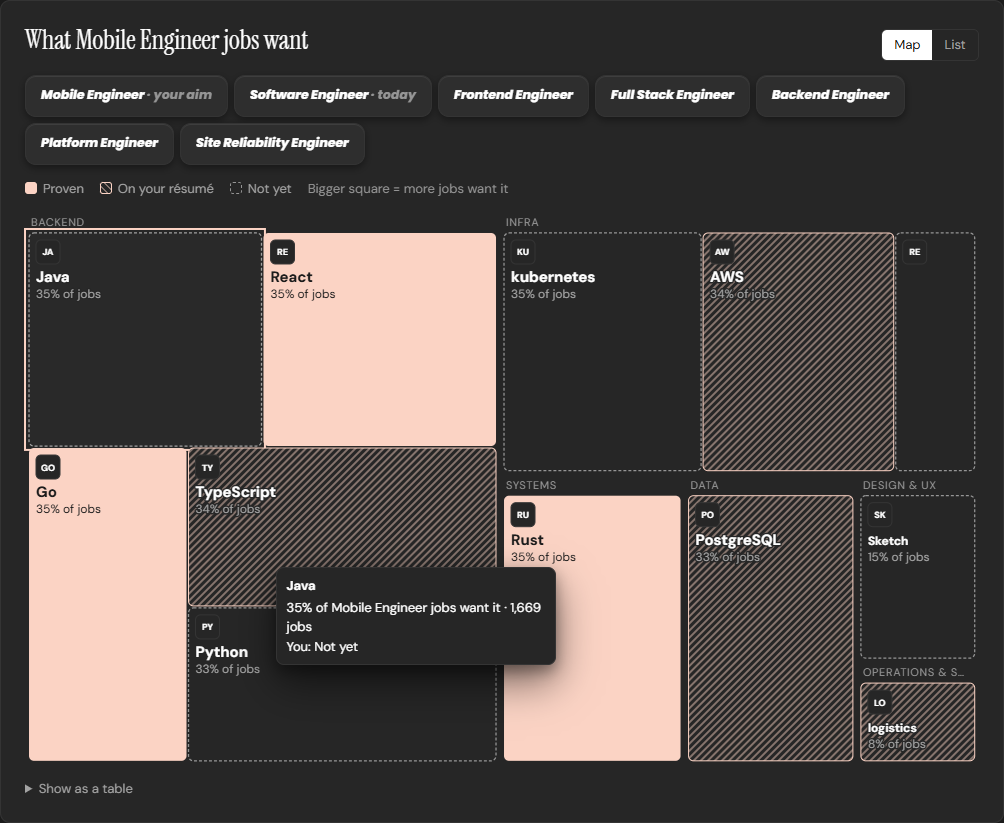 What Mobile Engineer jobs want
Map
List
Mobile Engineer · your aim
Software Engineer · today
Frontend Engineer
Full Stack Engineer
Backend Engineer
Platform Engineer
Site Reliability Engineer
Proven
On your résumé
Not yet
Bigger square = more jobs want it
BACKEND
JA
Java
35% of jobs
RE
React
35% of jobs
GO
Go
35% of jobs
TY
TypeScript
34% of jobs
PY
Python
33% of jobs
Java
35% of Mobile Engineer jobs want it · 1,669
jobs
You: Not yet
INFRA
KU
kubernetes
35% of jobs
AW
AWS
34% of jobs
RE
SYSTEMS
RU
Rust
35% of jobs
DATA
PO
PostgreSQL
33% of jobs
DESIGN & UX
SK
Sketch
15% of jobs
OPERATIONS & S…
LO
logistics
8% of jobs
Show as a table